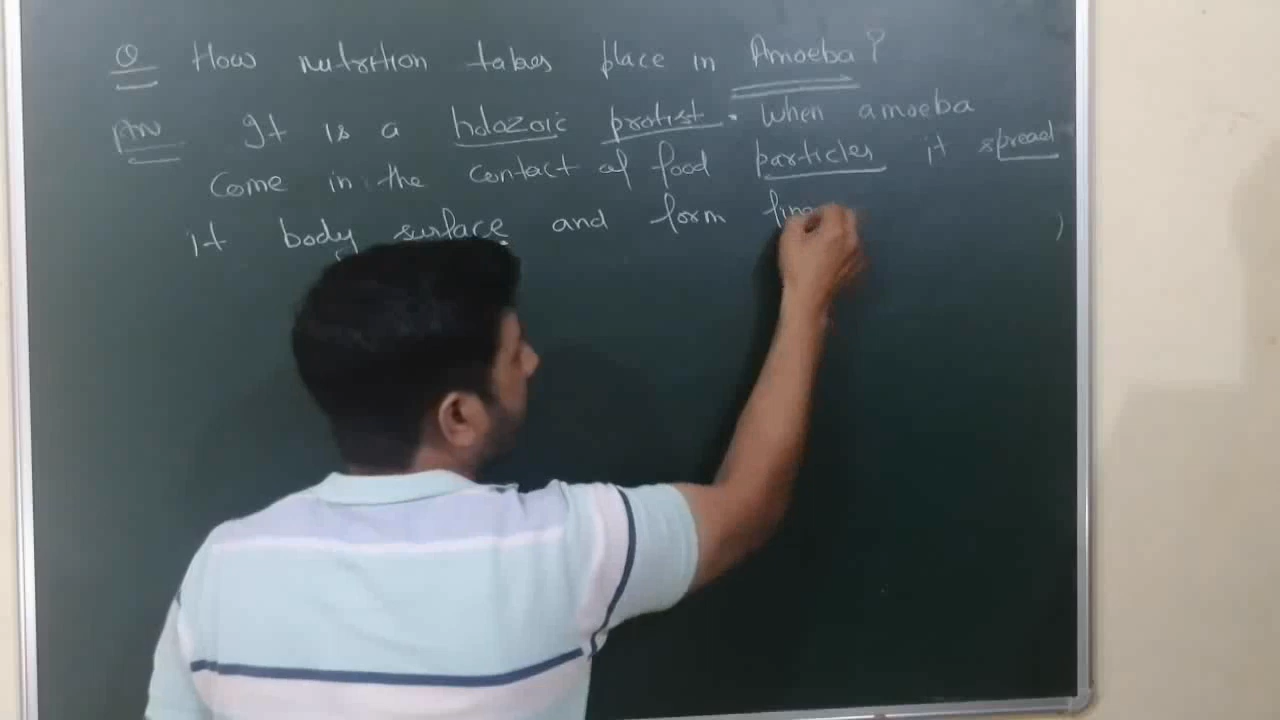 Q How nutrition takes place in Amoeba?
Ans It is a holozoic protist. When amoeba
Come in the contact of food particles it spread
it body surface and form